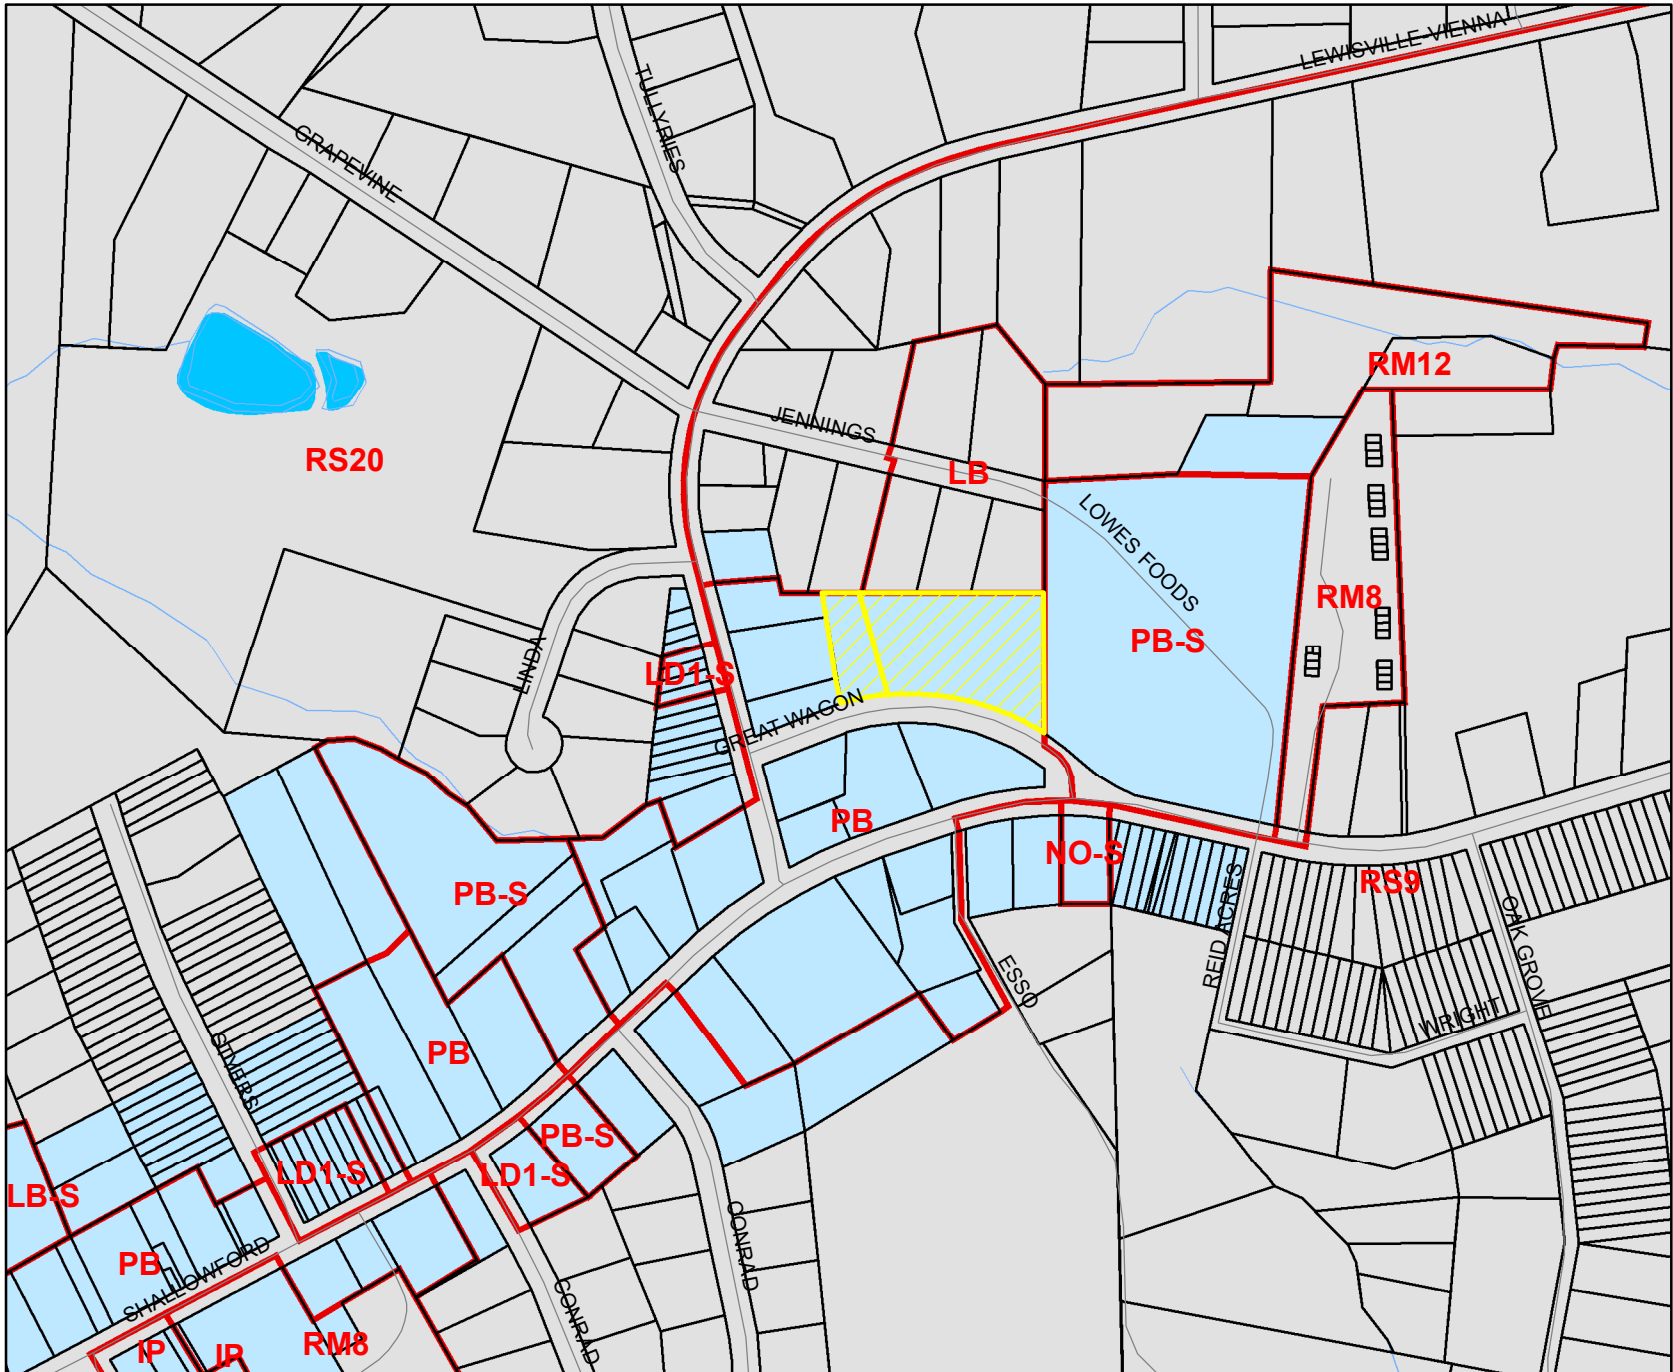 LEWISVILLE-VIENNA
TULLYRIES
GRAPEVINE
RM12
JENNINGS
RS20
LB
LOWES FOODS
RM8
PB-S
LINDA
LD1-S
GREAT WAGON
PB
NO-S
RS9
PB-S
REID ACRES
OAK GROVE
ESSO
WRIGHT
PB
STYERS
PB-S
LD1-S
LD1-S
LB-S
CONRAD
PB
SHALLOWFORD
CONRAD
RM8
IP
IP